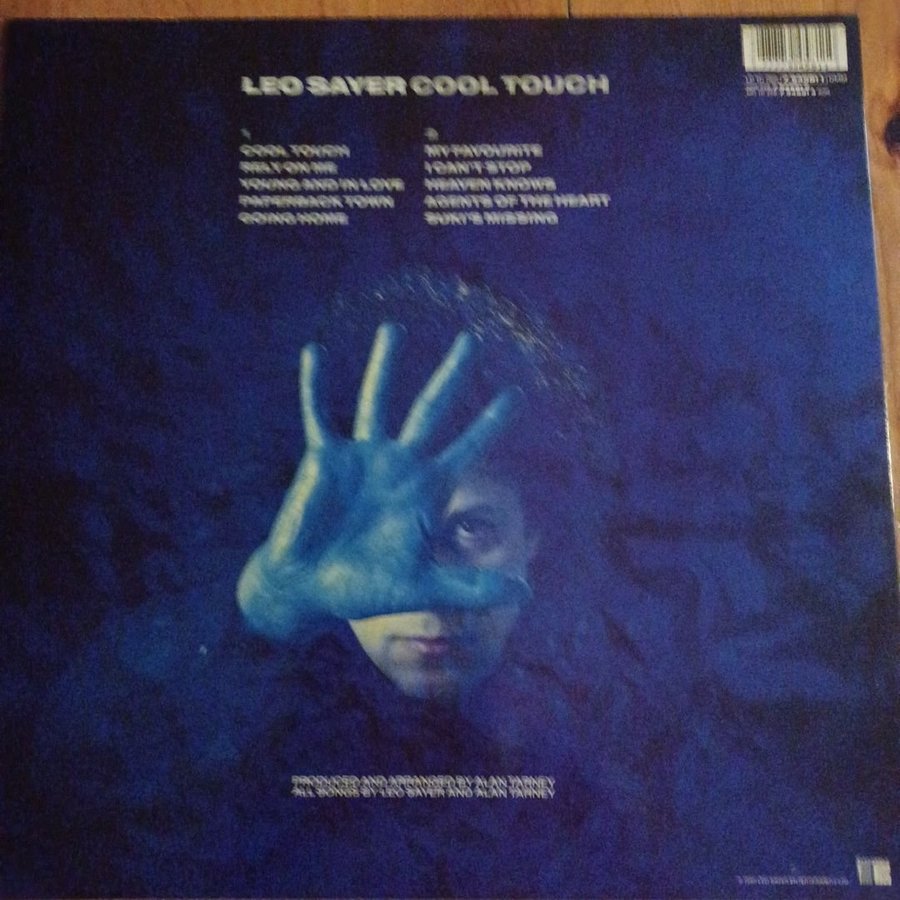 LEO SAYER COOL TOUCH
1
COOL TOUCH
RELY ON ME
YOUNG AND IN LOVE
PAPERBACK TOWN
GOING HOME
2
MY FAVOURITE
I CAN'T STOP
HEAVEN KNOWS
AGENTS OF THE HEART
SUKI'S MISSING
PRODUCED AND ARRANGED BY ALAN TARNEY
ALL SONGS BY LEO SAYER AND ALAN TARNEY